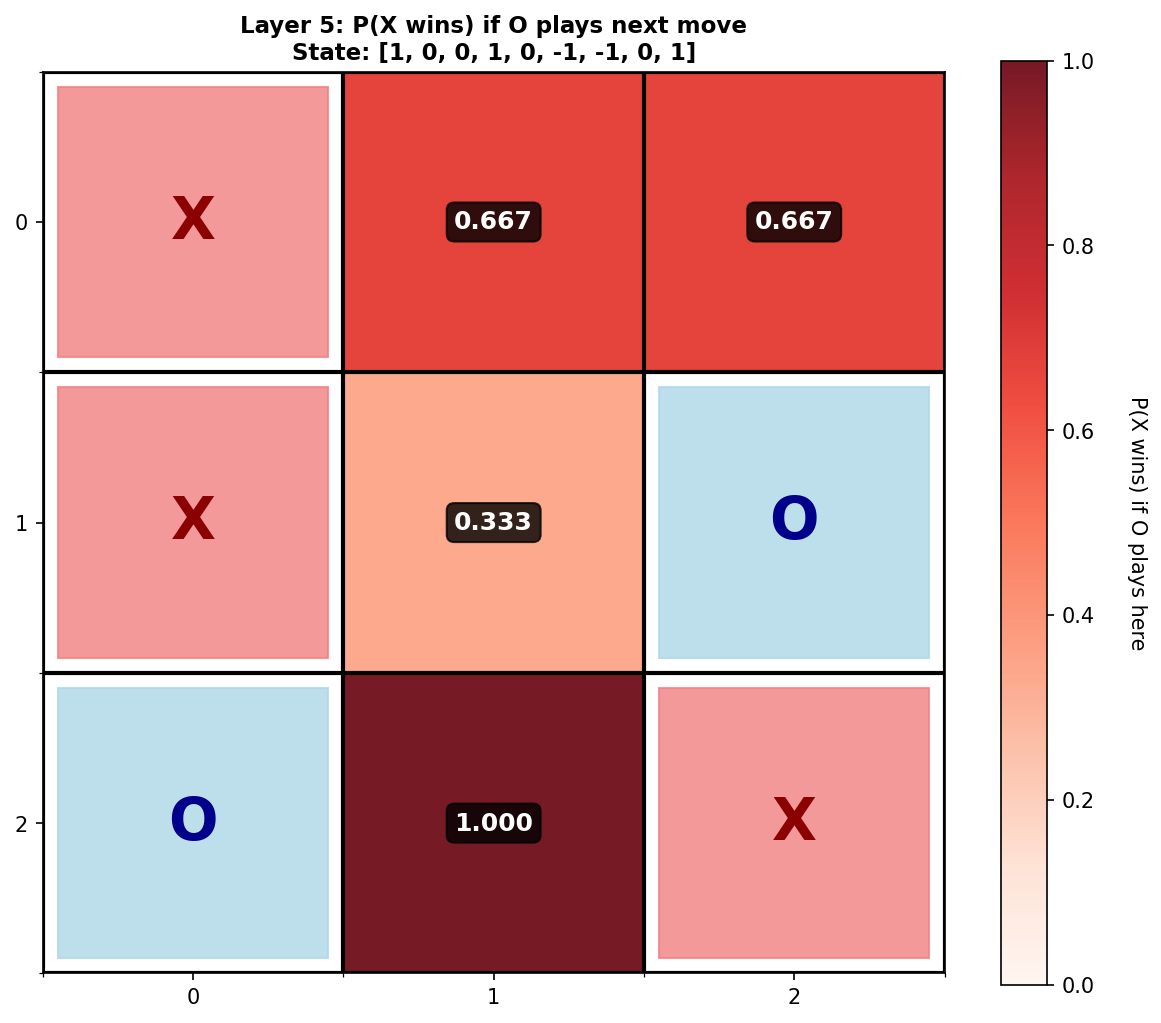 Layer 5: P(X wins) if O plays next move
State: [1, 0, 0, 1, 0, -1, -1, 0, 1]
0
X
0.667
0.667
1
X
0.333
O
2
O
1.000
X
0
1
2
1.0
0.8
0.6
0.4
0.2
0.0
P(X wins) if O plays here